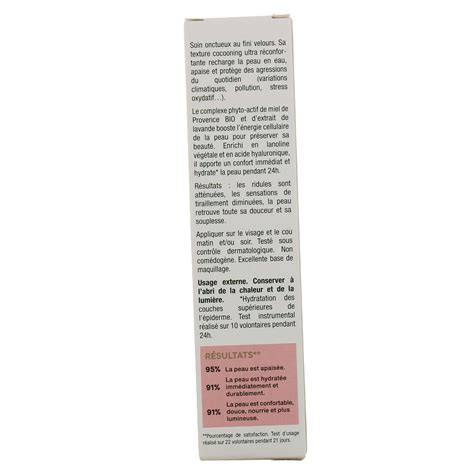 Soin onctueux au fini velours. Sa
texture cocooning ultra réconfor-
tante recharge la peau en eau,
apaise et protège des agressions
du quotidien (variations
climatiques, pollution, stress
oxydatif…).
Le complexe phyto-actif de miel de
Provence BIO et d'extrait de
lavande booste l'énergie cellulaire
de la peau pour préserver sa
beauté. Enrichi en lanoline
végétale et en acide hyaluronique,
il apporte un confort immédiat et
hydrate* la peau pendant 24h.
Résultats : les ridules sont
atténuées, les sensations de
tiraillement diminuées, la peau
retrouve toute sa douceur et sa
souplesse.
Appliquer sur le visage et le cou
matin et/ou soir. Testé sous
contrôle dermatologique. Non
comédogène. Excellente base de
maquillage.
Usage externe. Conserver à
l'abri de la chaleur et de la
lumière. *Hydratation des
couches supérieures de
l'épiderme. Test instrumental
réalisé sur 10 volontaires pendant
24h.
RÉSULTATS**
95% La peau est apaisée.
91% La peau est hydratée
immédiatement et
durablement.
91% La peau est confortable,
douce, nourrie et plus
lumineuse.
**Pourcentage de satisfaction. Test d'usage
réalisé sur 22 volontaires pendant 21 jours.